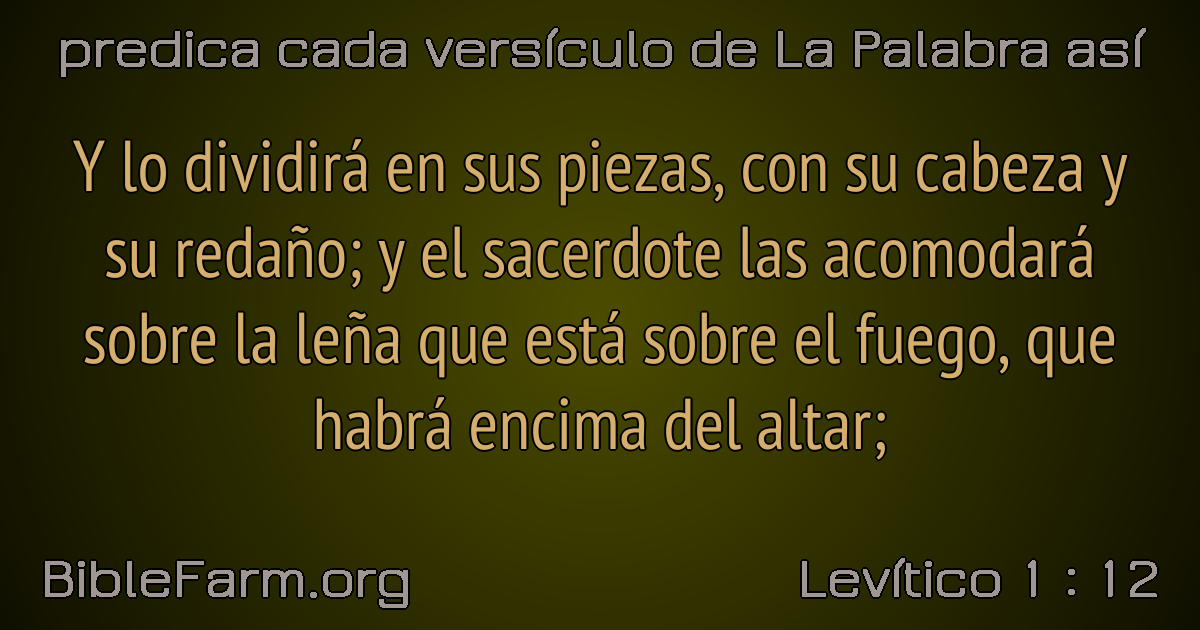 predica cada versículo de La Palabra así
Y lo dividirá en sus piezas, con su cabeza y
su redaño; y el sacerdote las acomodará
sobre la leña que está sobre el fuego, que
habrá encima del altar;
BibleFarm.org
Levítico 1 : 12